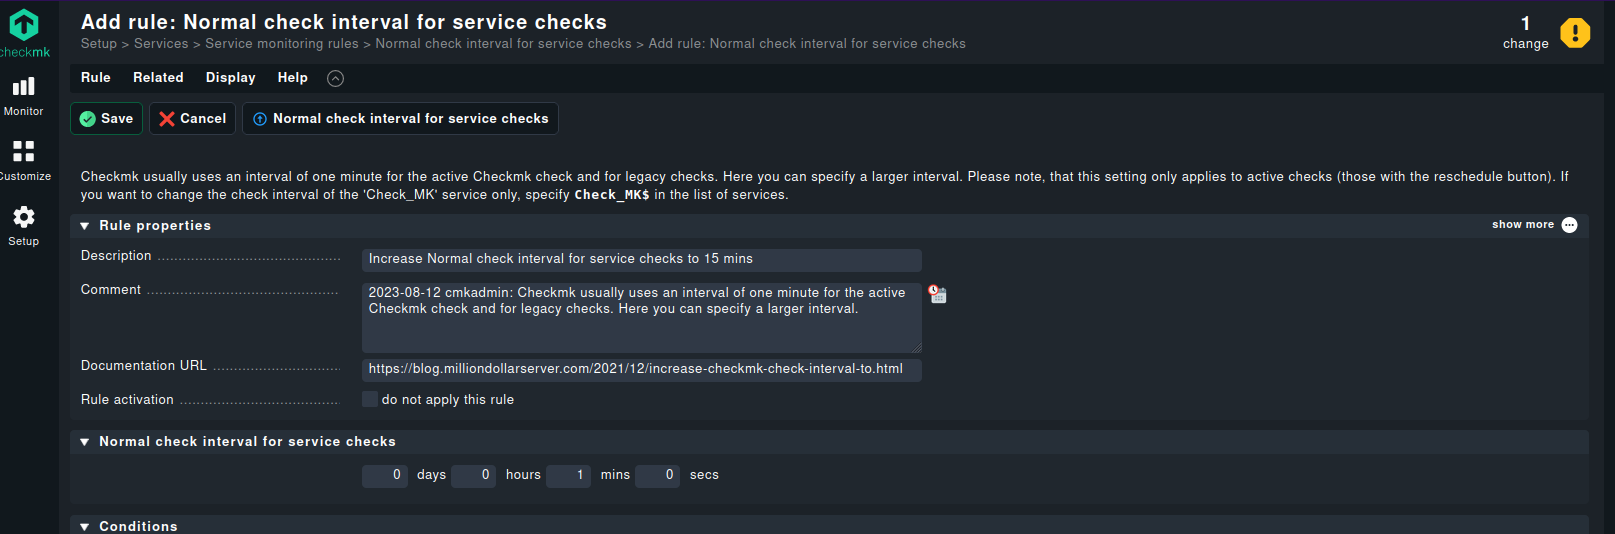 Add rule: Normal check interval for service checks
Setup > Services > Service monitoring rules > Normal check interval for service checks > Add rule: Normal check interval for service checks
1
change
checkmk
Monitor
Customize
Setup
Rule Related Display Help
Save Cancel Normal check interval for service checks
Checkmk usually uses an interval of one minute for the active Checkmk check and for legacy checks. Here you can specify a larger interval. Please note, that this setting only applies to active checks (those with the reschedule button). If
you want to change the check interval of the 'Check_MK' service only, specify Check_MK$ in the list of services.
Rule properties show more
Description Increase Normal check interval for service checks to 15 mins
Comment 2023-08-12 cmkadmin: Checkmk usually uses an interval of one minute for the active
Checkmk check and for legacy checks. Here you can specify a larger interval.
Documentation URL https://blog.milliondollarserver.com/2021/12/increase-checkmk-check-interval-to.html
Rule activation do not apply this rule
Normal check interval for service checks
0 days 0 hours 1 mins 0 secs
Conditions